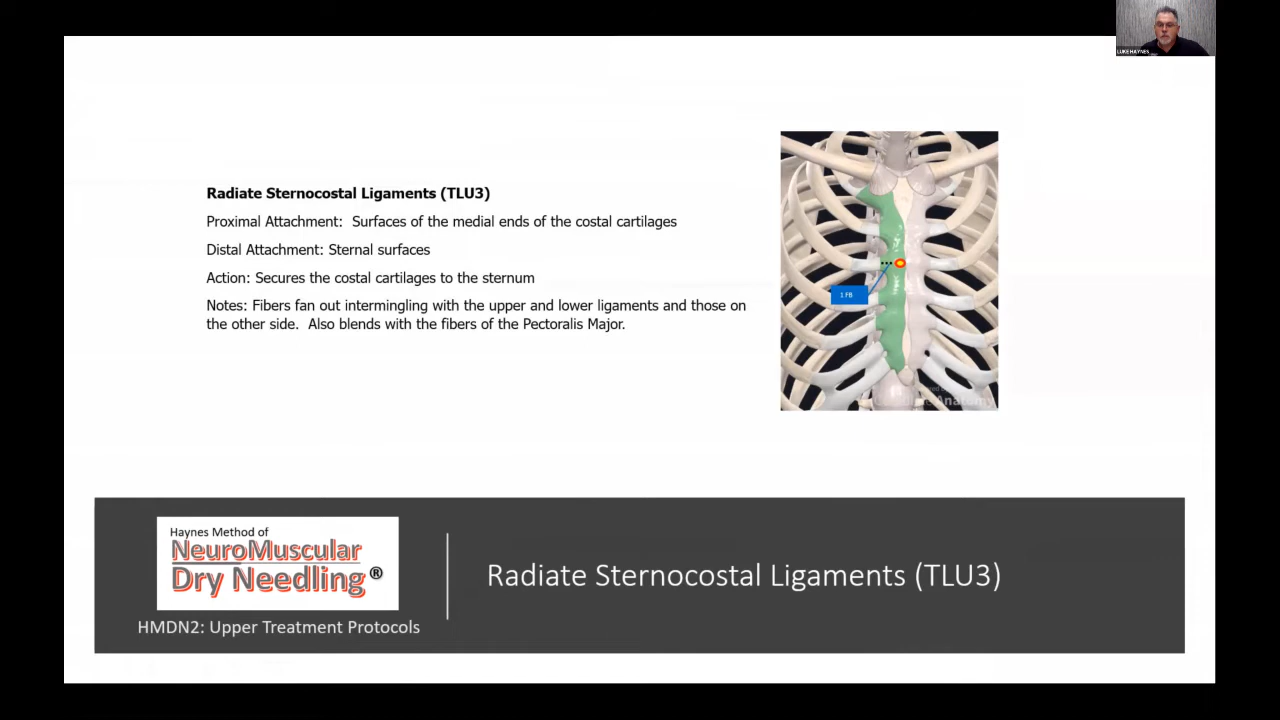 LUKE HAYNES
Radiate Sternocostal Ligaments (TLU3)
Proximal Attachment: Surfaces of the medial ends of the costal cartilages
Distal Attachment: Sternal surfaces
Action: Secures the costal cartilages to the sternum
Notes: Fibers fan out intermingling with the upper and lower ligaments and those on
the other side. Also blends with the fibers of the Pectoralis Major.
1 FB
Anatomy
Haynes Method of
NeuroMuscular
Dry Needling®
HMDN2: Upper Treatment Protocols
Radiate Sternocostal Ligaments (TLU3)